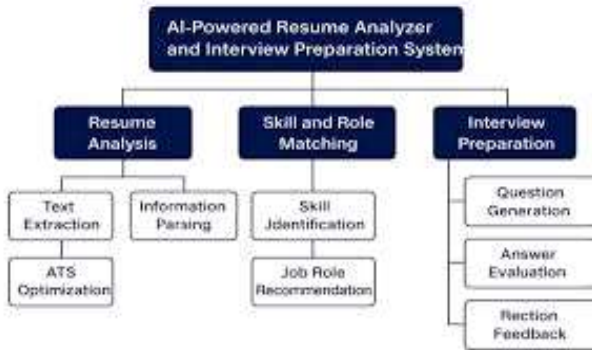 AI-Powered Resume Analyzer
and Interview Preparation System
Resume
Analysis
Skill and Role
Matching
Interview
Preparation
Text
Extraction
Information
Parsing
ATS
Optimization
Skill
Jdentification
Job Role
Recommendation
Question
Generation
Answer
Evaluation
Rection
Feedback